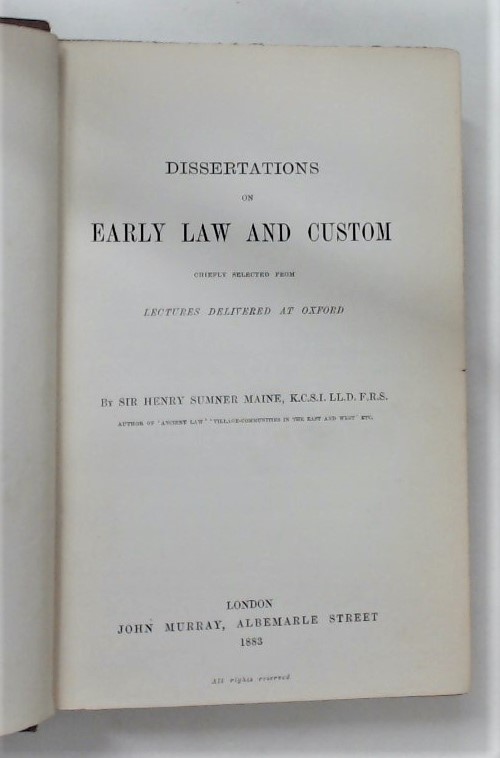 DISSERTATIONS
ON
EARLY LAW AND CUSTOM
CHIEFLY SELECTED FROM
LECTURES DELIVERED AT OXFORD
BY SIR HENRY SUMNER MAINE, K.C.S.I. LL.D. F.R.S.
AUTHOR OF 'ANCIENT LAW' 'VILLAGE-COMMUNITIES IN THE EAST AND WEST' ETC.
LONDON
JOHN MURRAY, ALBEMARLE STREET
1883
All rights reserved